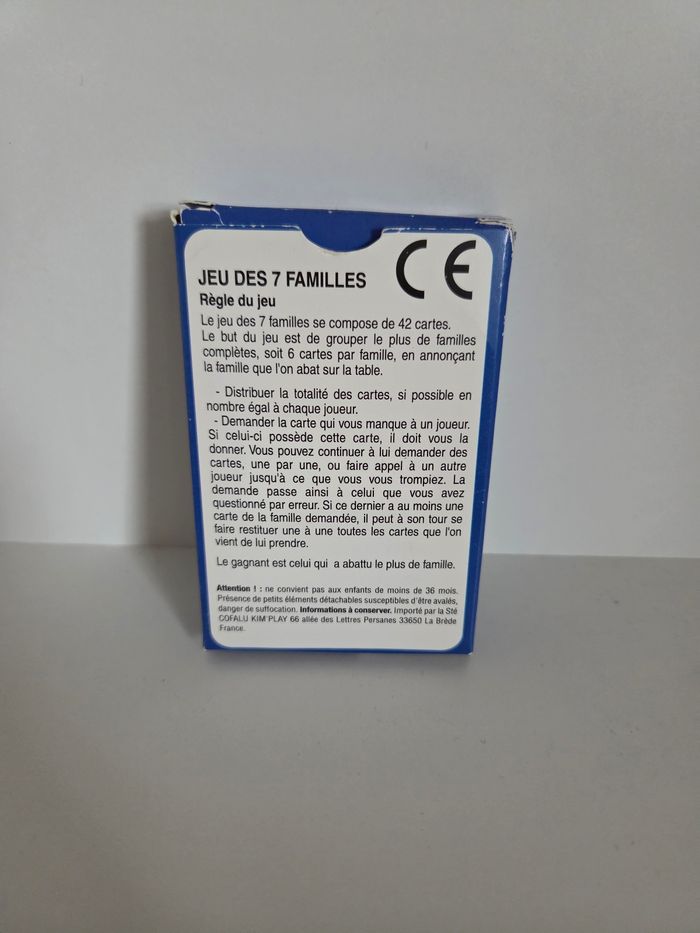 CE
JEU DES 7 FAMILLES
Règle du jeu
Le jeu des 7 familles se compose de 42 cartes.
Le but du jeu est de grouper le plus de familles
complètes, soit 6 cartes par famille, en annonçant
la famille que l'on abat sur la table.
- Distribuer la totalité des cartes, si possible en
nombre égal à chaque joueur.
- Demander la carte qui vous manque à un joueur.
Si celui-ci possède cette carte, il doit vous la
donner. Vous pouvez continuer à lui demander des
cartes, une par une, ou faire appel à un autre
joueur jusqu'à ce que vous vous trompiez. La
demande passe ainsi à celui que vous avez
questionné par erreur. Si ce dernier a au moins une
carte de la famille demandée, il peut à son tour se
faire restituer une à une toutes les cartes que l'on
vient de lui prendre.
Le gagnant est celui qui a abattu le plus de famille.
Attention ! : ne convient pas aux enfants de moins de 36 mois.
Présence de petits éléments détachables susceptibles d'être avalés,
danger de suffocation. Informations à conserver. Importé par la Sté
COFALU KIM'PLAY 66 allée des Lettres Persanes 33650 La Brède
France.